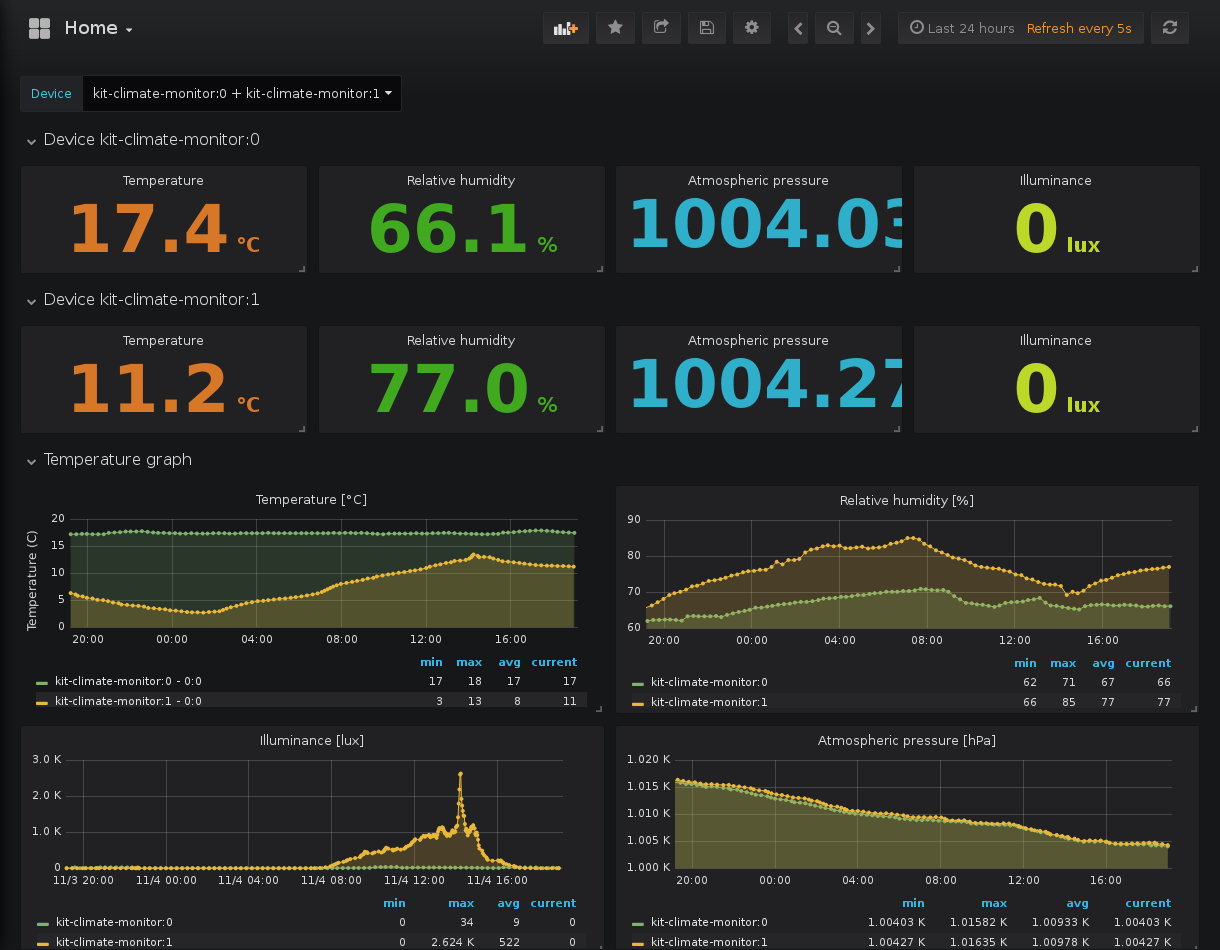 Home
Last 24 hours Refresh every 5s
Device kit-climate-monitor:0 + kit-climate-monitor:1
Device kit-climate-monitor:0
Temperature Relative humidity Atmospheric pressure Illuminance
17.4 °C 66.1 % 1004.03 0 lux
Device kit-climate-monitor:1
Temperature Relative humidity Atmospheric pressure Illuminance
11.2 °C 77.0 % 1004.27 0 lux
Temperature graph
Temperature [°C]
Temperature (C)
20
15
10
5
0
20:00 00:00 04:00 08:00 12:00 16:00
min max avg current
kit-climate-monitor:0 - 0:0 17 18 17 17
kit-climate-monitor:1 - 0:0 3 13 8 11
Relative humidity [%]
90
80
70
60
20:00 00:00 04:00 08:00 12:00 16:00
min max avg current
kit-climate-monitor:0 62 71 67 66
kit-climate-monitor:1 66 85 77 77
Illuminance [lux]
3.0 K
2.0 K
1.0 K
0
11/3 20:00 11/4 00:00 11/4 04:00 11/4 08:00 11/4 12:00 11/4 16:00
min max avg current
kit-climate-monitor:0 0 34 9 0
kit-climate-monitor:1 0 2.624 K 522 0
Atmospheric pressure [hPa]
1.020 K
1.015 K
1.010 K
1.005 K
1.000 K
20:00 00:00 04:00 08:00 12:00 16:00
min max avg current
kit-climate-monitor:0 1.00403 K 1.01582 K 1.00933 K 1.00403 K
kit-climate-monitor:1 1.00427 K 1.01635 K 1.00978 K 1.00427 K